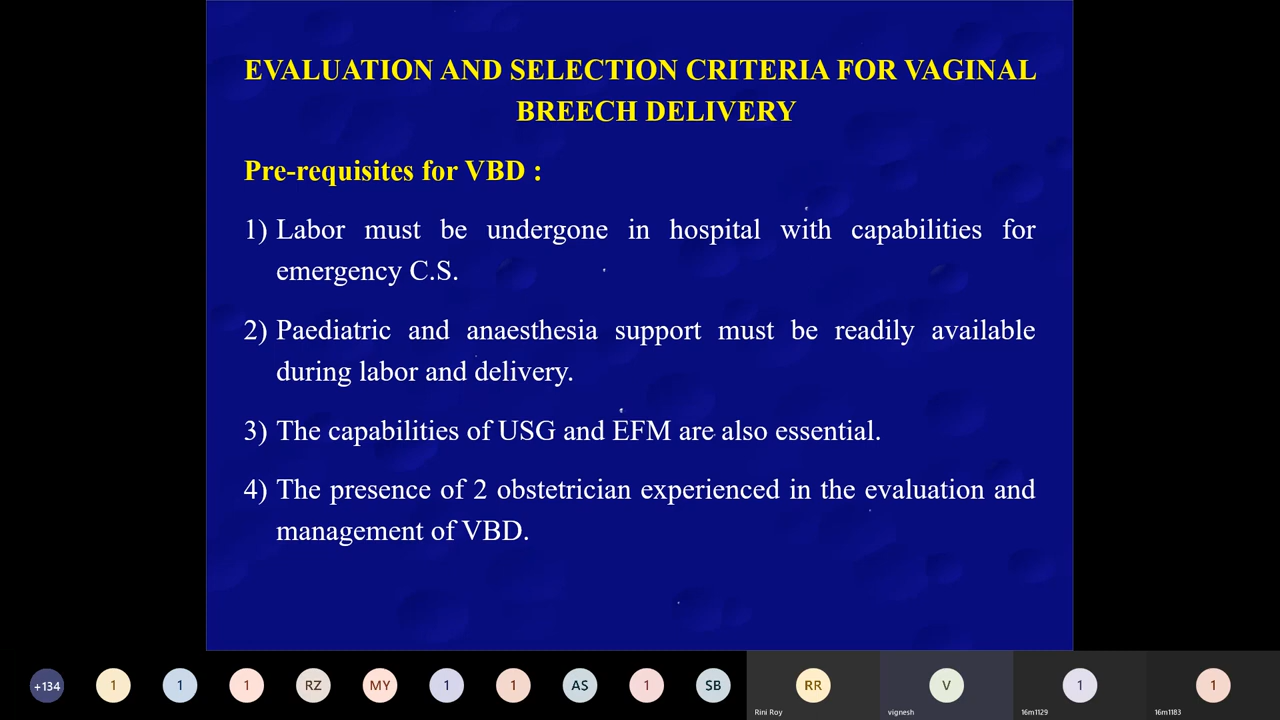 EVALUATION AND SELECTION CRITERIA FOR VAGINAL
BREECH DELIVERY
Pre-requisites for VBD :
1) Labor must be undergone in hospital with capabilities for
emergency C.S.
2) Paediatric and anaesthesia support must be readily available
during labor and delivery.
3) The capabilities of USG and EFM are also essential.
4) The presence of 2 obstetrician experienced in the evaluation and
management of VBD.
+134 1 1 1 RZ MY 1 1 AS 1 SB RR V 1 1
Rini Roy vignesh 16m1129 16m1183